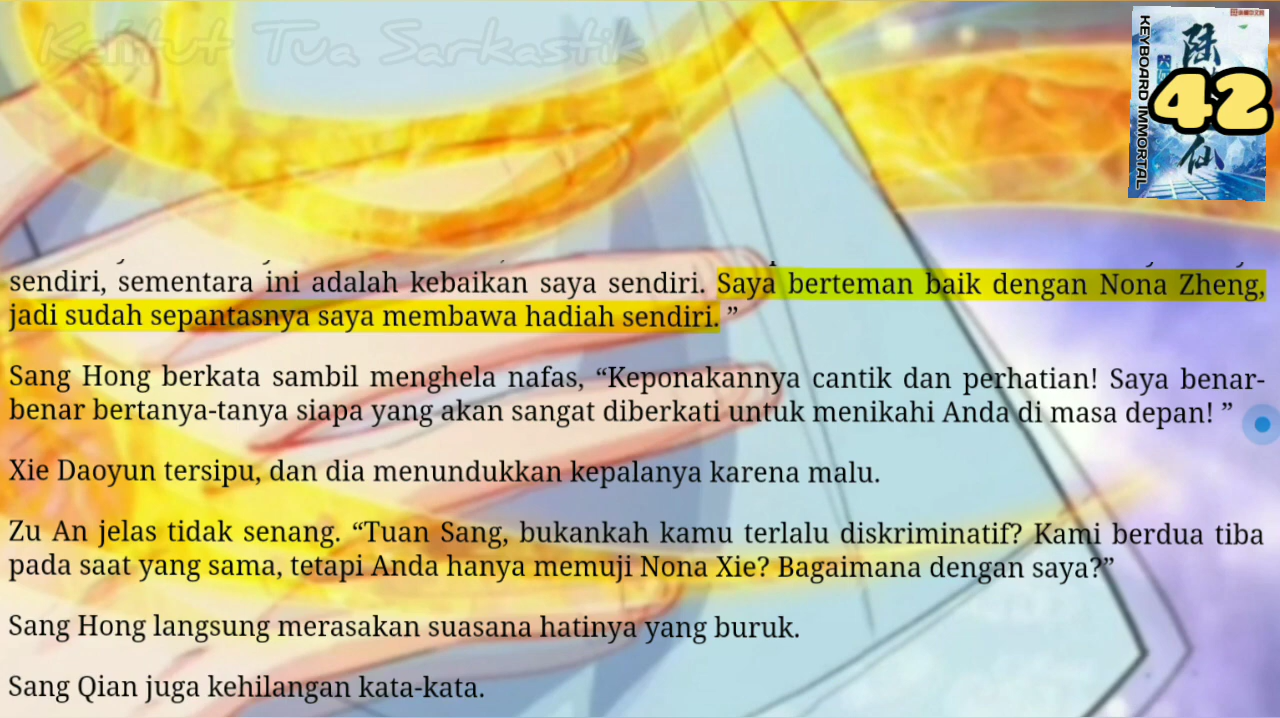 Kentut Tua Sarkastik
KEYBOARD IMMORTAL
42
sendiri, sementara ini adalah kebaikan saya sendiri. Saya berteman baik dengan Nona Zheng,
jadi sudah sepantasnya saya membawa hadiah sendiri. ”
Sang Hong berkata sambil menghela nafas, “Keponakannya cantik dan perhatian! Saya benar-
benar bertanya-tanya siapa yang akan sangat diberkati untuk menikahi Anda di masa depan! ”
Xie Daoyun tersipu, dan dia menundukkan kepalanya karena malu.
Zu An jelas tidak senang. “Tuan Sang, bukankah kamu terlalu diskriminatif? Kami berdua tiba
pada saat yang sama, tetapi Anda hanya memuji Nona Xie? Bagaimana dengan saya?”
Sang Hong langsung merasakan suasana hatinya yang buruk.
Sang Qian juga kehilangan kata-kata.